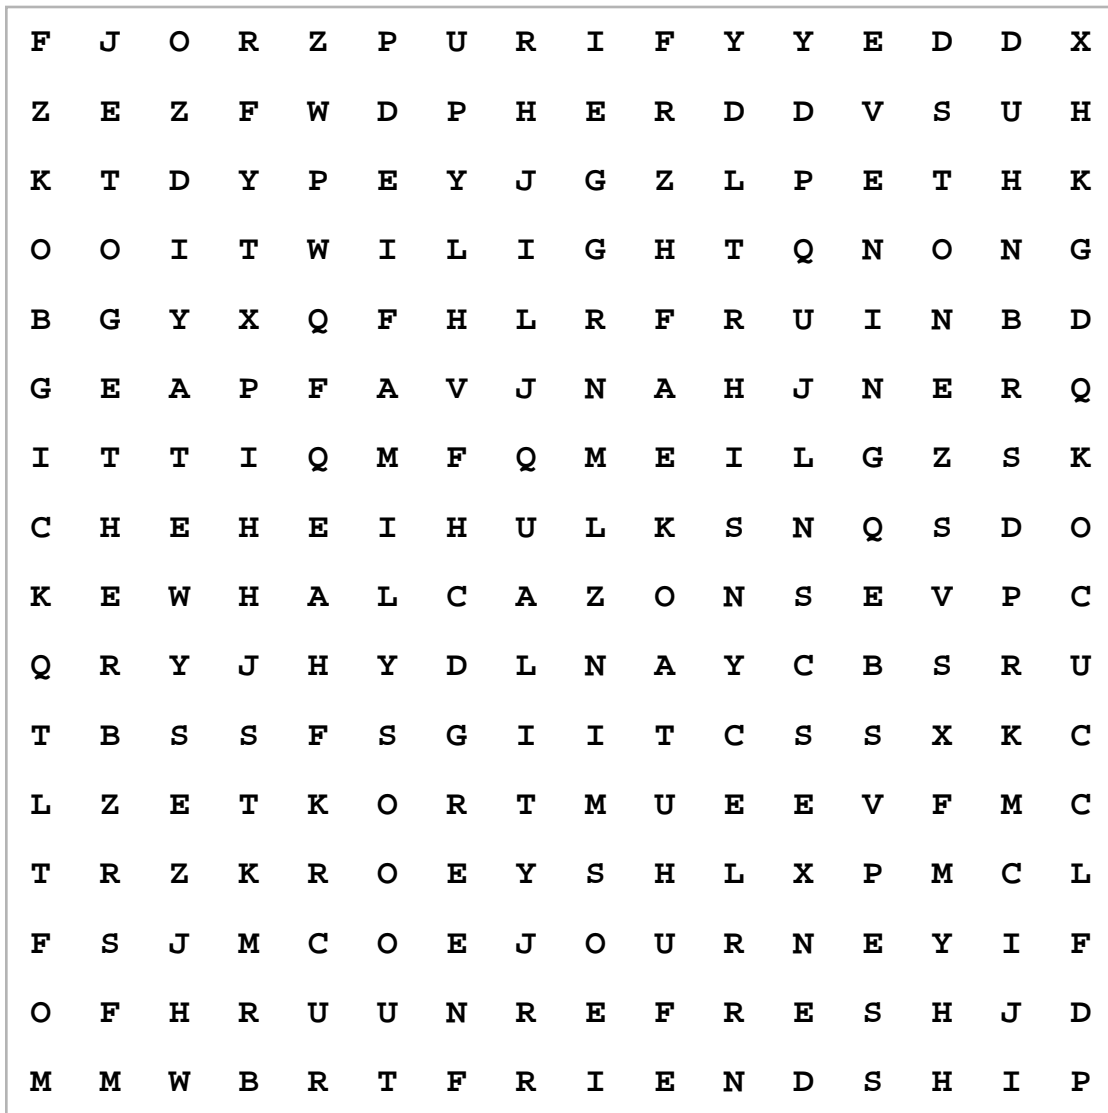 F J O R Z P U R I F Y Y E D D X
Z E Z F W D P H E R D D V S U H
K T D Y P E Y J G Z L P E T H K
O O I T W I L I G H T Q N O N G
B G Y X Q F H L R F R U I N B D
G E A P F A V J N A H J N E R Q
I T T I Q M F Q M E I L G Z S K
C H E H E I H U L K S N Q S D O
K E W H A L C A Z O N S E V P C
Q R Y J H Y D L N A Y C B S R U
T B S S F S G I I T C S S X K C
L Z E T K O R T M U E E V F M C
T R Z K R O E Y S H L X P M C L
F S J M C O E J O U R N E Y I F
O F H R U U N R E F R E S H J D
M M W B R T F R I E N D S H I P